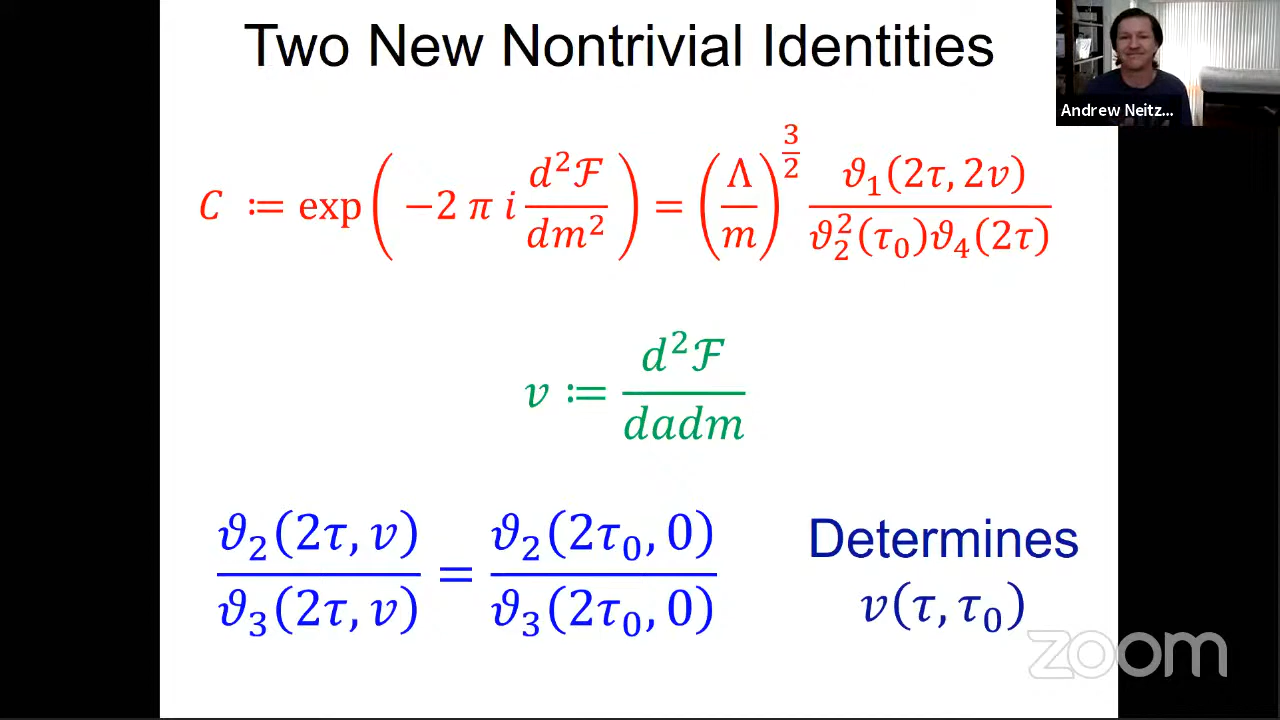 Two New Nontrivial Identities
Andrew Neitz...
C := exp( −2 π i d²ℱ/dm² ) = (Λ/m)^(3/2) ϑ₁(2τ, 2v) / ϑ₂²(τ₀)ϑ₄(2τ)
v := d²ℱ/dadm
ϑ₂(2τ, v)/ϑ₃(2τ, v) = ϑ₂(2τ₀, 0)/ϑ₃(2τ₀, 0)
Determines
v(τ, τ₀)
zoom